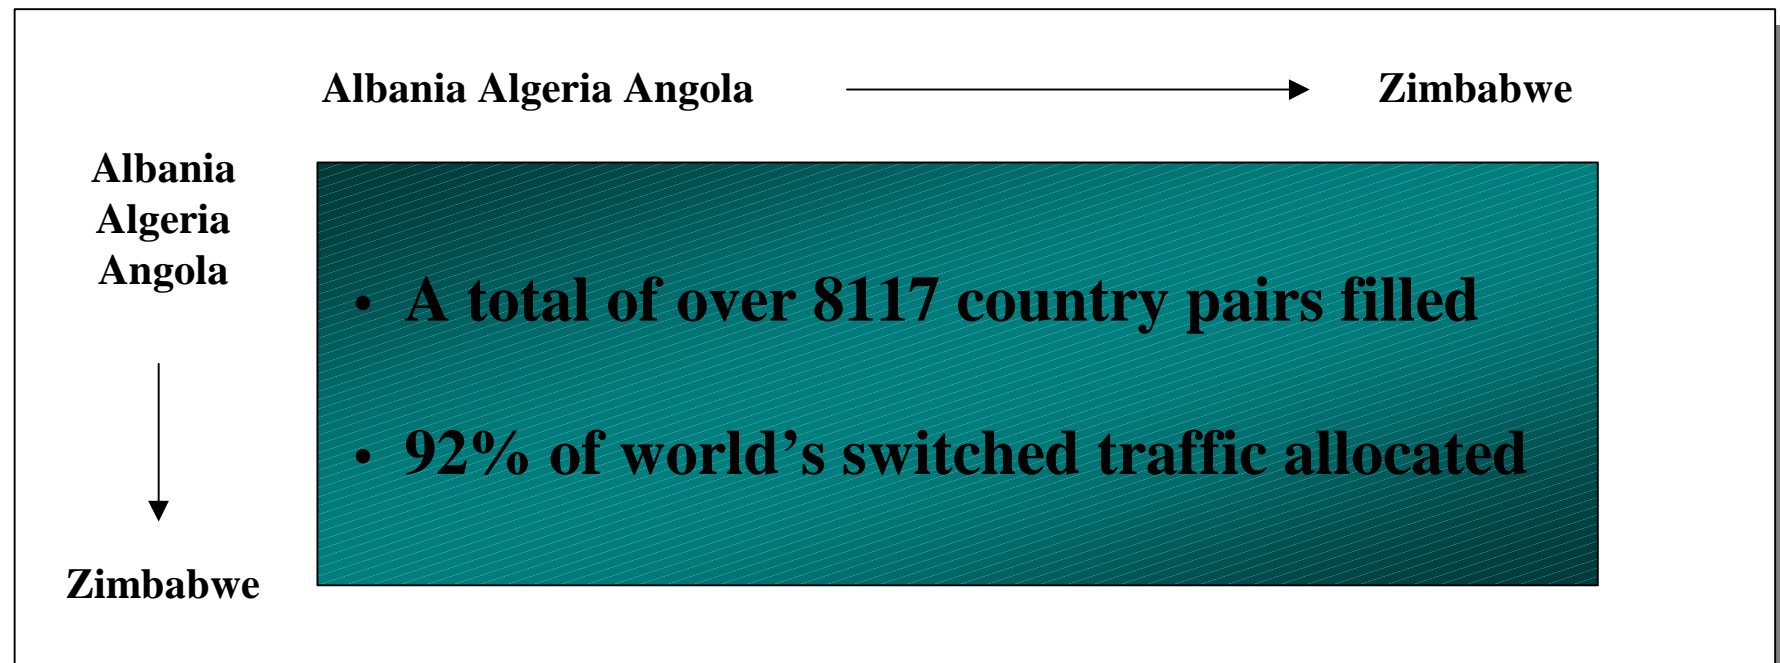 Albania Algeria Angola Zimbabwe
Albania
Algeria
Angola
Zimbabwe
• A total of over 8117 country pairs filled
• 92% of world’s switched traffic allocated